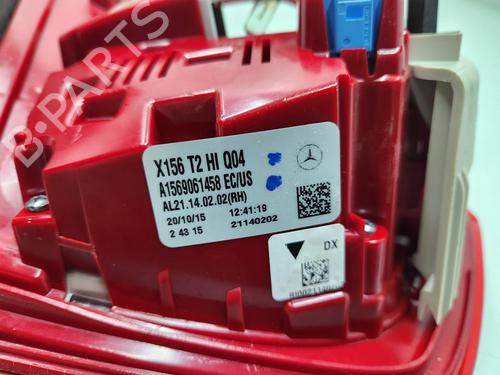 B-PARTS
X156 T2 HI Q04
A1569061458 EC/US
AL21.14.02.02(RH)
20/10/15 12:41:19
2 43 15 21140202
DX